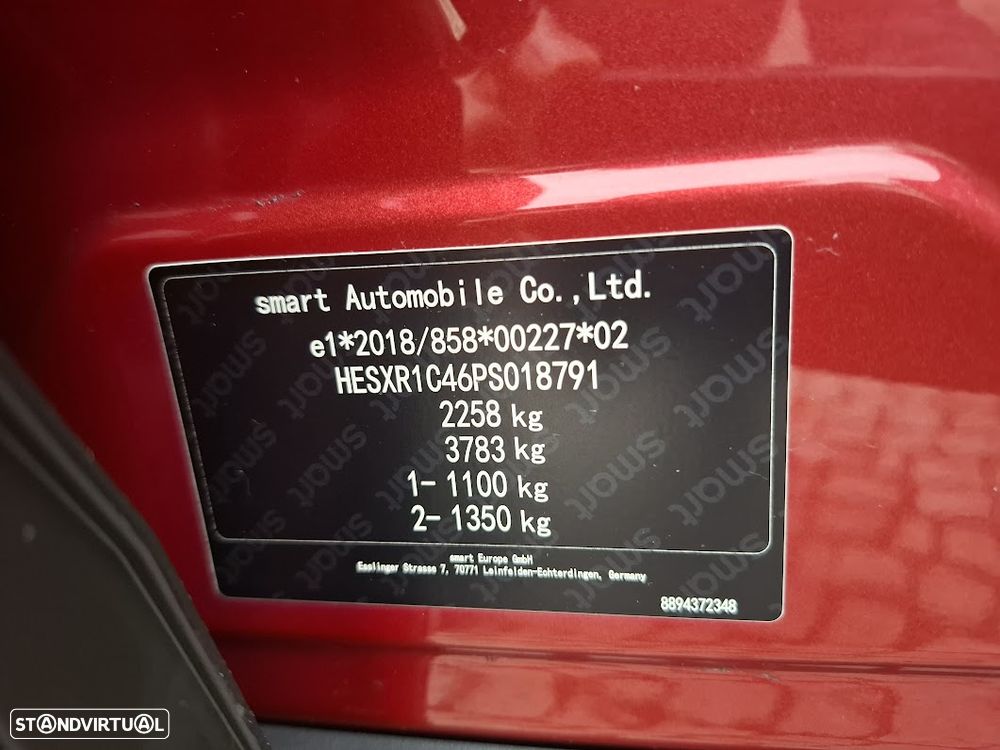 smart Automobile Co.,Ltd.
e1*2018/858*00227*02
HESXR1C46PS018791
2258 kg
3783 kg
1- 1100 kg
2- 1350 kg
smart Europe GmbH
Esslinger Strasse 7, 70771 Leinfelden-Echterdingen, Germany
8894372348
STANDVIRTUAL